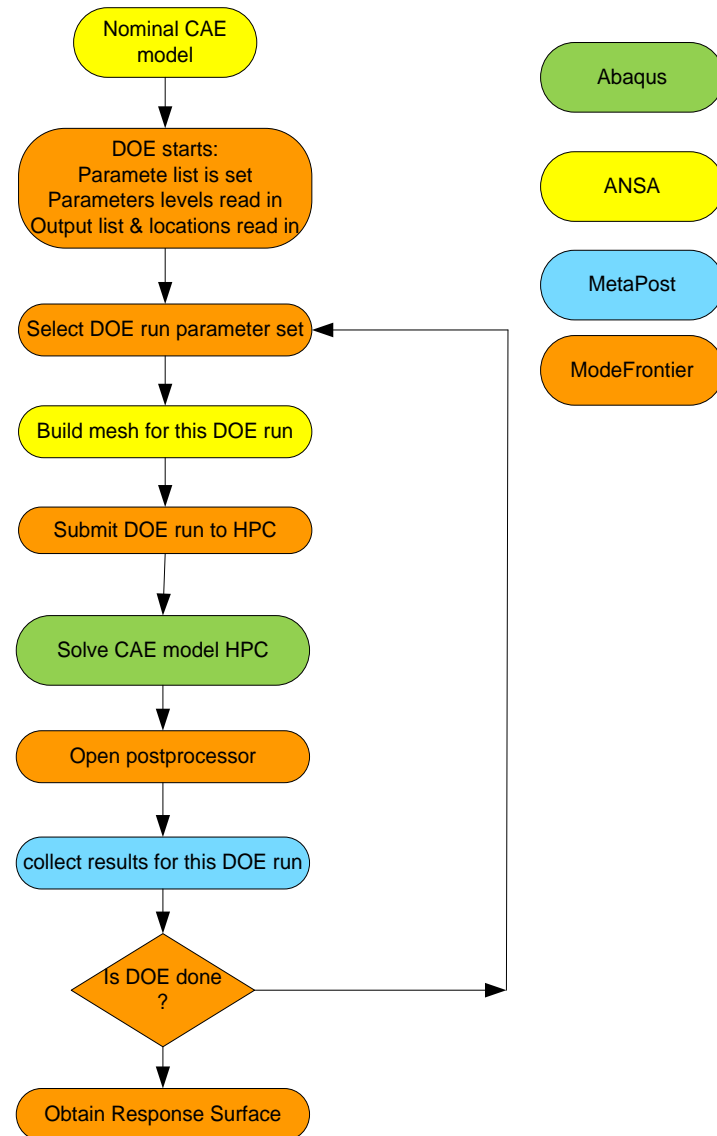 Nominal CAE
model
DOE starts:
Paramete list is set
Parameters levels read in
Output list & locations read in
Select DOE run parameter set
Build mesh for this DOE run
Submit DOE run to HPC
Solve CAE model HPC
Open postprocessor
collect results for this DOE run
Is DOE done
?
Obtain Response Surface
Abaqus
ANSA
MetaPost
ModeFrontier